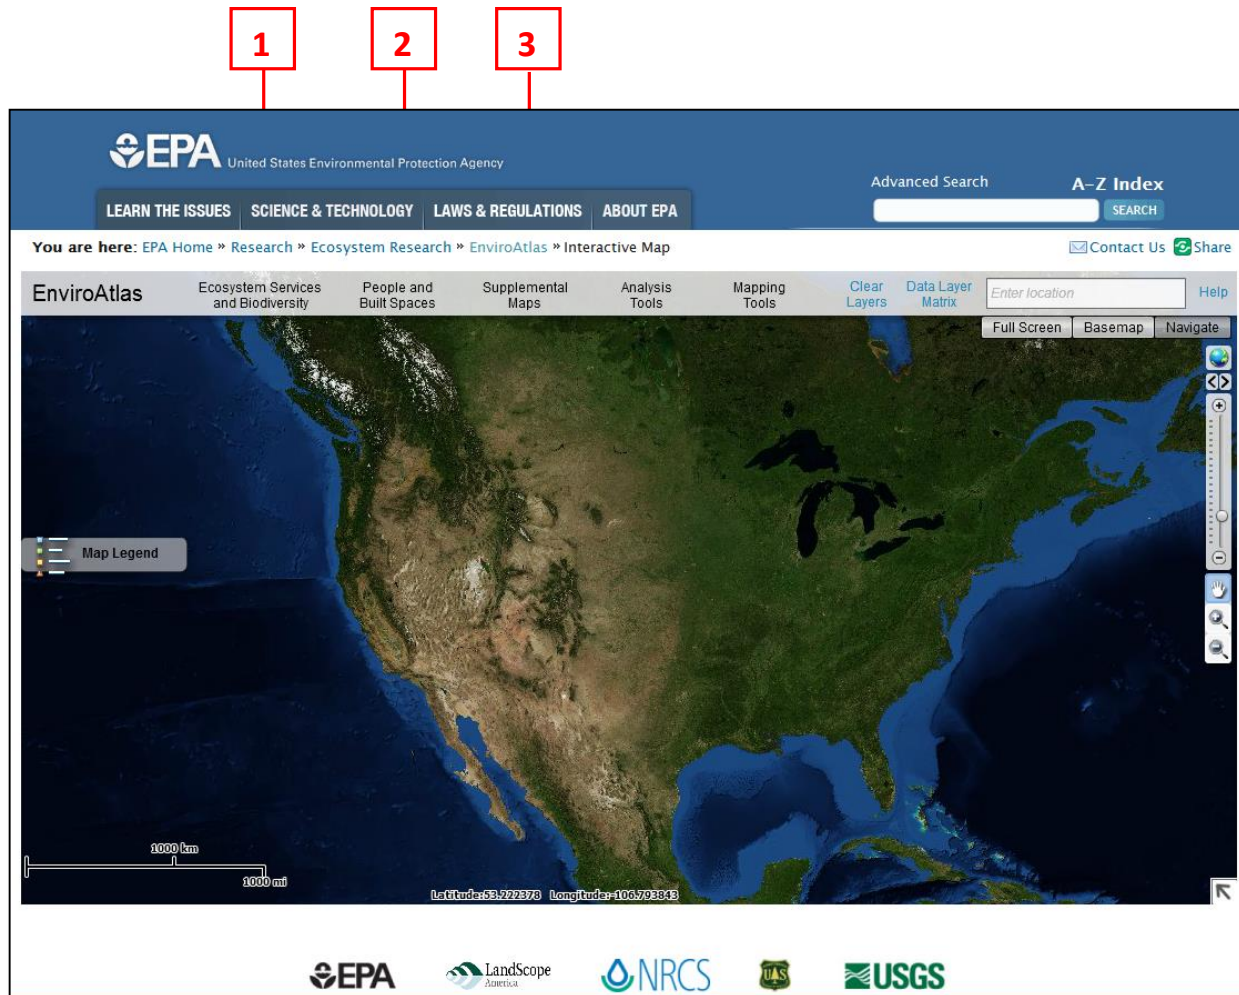 1 2 3
EPA United States Environmental Protection Agency
Advanced Search A-Z Index
LEARN THE ISSUES SCIENCE & TECHNOLOGY LAWS & REGULATIONS ABOUT EPA SEARCH
You are here: EPA Home » Research » Ecosystem Research » EnviroAtlas » Interactive Map Contact Us Share
EnviroAtlas Ecosystem Services and Biodiversity People and Built Spaces Supplemental Maps Analysis Tools Mapping Tools Clear Layers Data Layer Matrix Enter location Help
Full Screen Basemap Navigate
Map Legend
1000 km
1000 mi
Latitude:53.222378 Longitude:-106.793843
EPA LandScope America NRCS UAS USGS